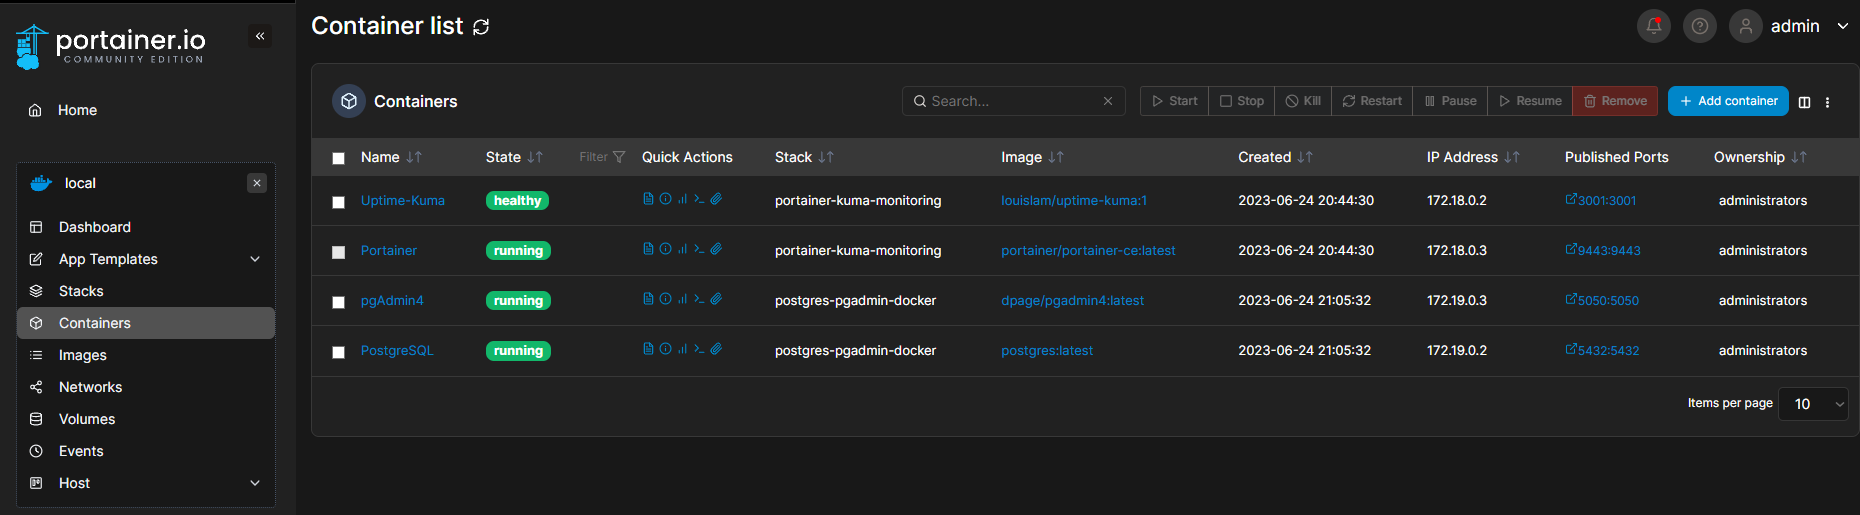 portainer.io
COMMUNITY EDITION
Home
local
Dashboard
App Templates
Stacks
Containers
Images
Networks
Volumes
Events
Host
Container list
admin
Containers
Search...
Start
Stop
Kill
Restart
Pause
Resume
Remove
+ Add container
Name State Filter Quick Actions Stack Image Created IP Address Published Ports Ownership
Uptime-Kuma healthy portainer-kuma-monitoring louislam/uptime-kuma:1 2023-06-24 20:44:30 172.18.0.2 3001:3001 administrators
Portainer running portainer-kuma-monitoring portainer/portainer-ce:latest 2023-06-24 20:44:30 172.18.0.3 9443:9443 administrators
pgAdmin4 running postgres-pgadmin-docker dpage/pgadmin4:latest 2023-06-24 21:05:32 172.19.0.3 5050:5050 administrators
PostgreSQL running postgres-pgadmin-docker postgres:latest 2023-06-24 21:05:32 172.19.0.2 5432:5432 administrators
Items per page 10